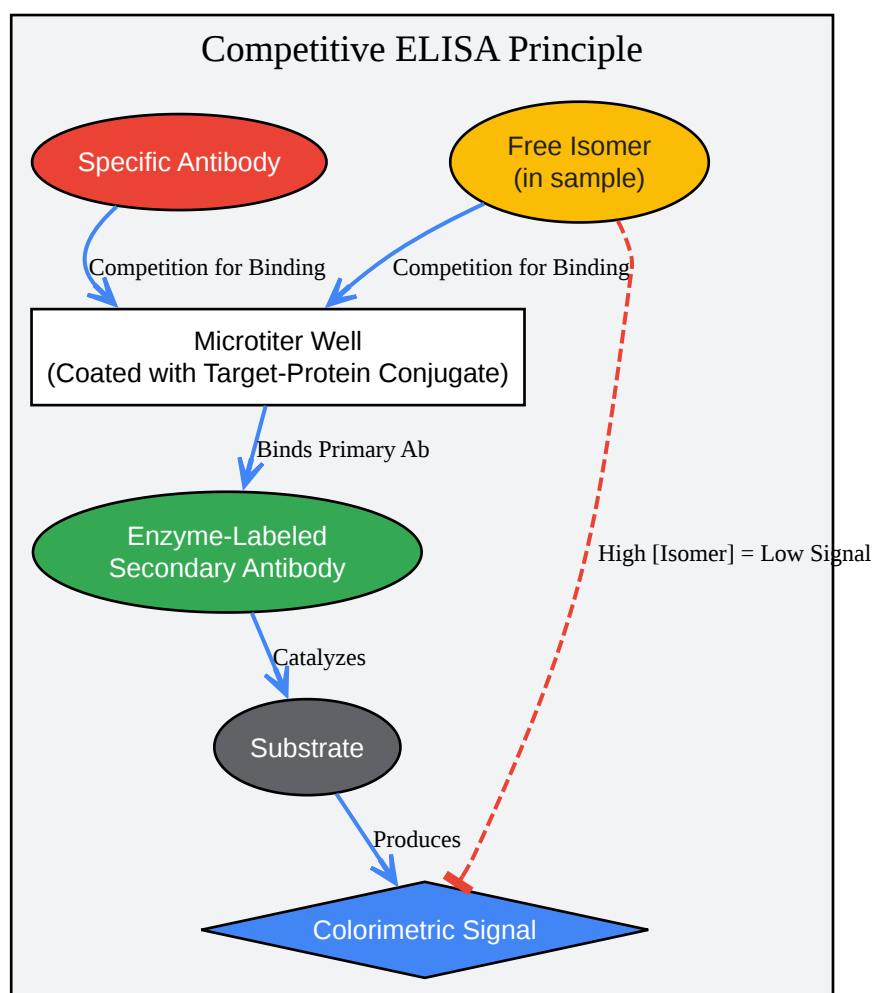 Competitive ELISA Principle
Specific Antibody
Free Isomer
(in sample)
Competition for Binding
Competition for Binding
Microtiter Well
(Coated with Target-Protein Conjugate)
Binds Primary Ab
Enzyme-Labeled
Secondary Antibody
High [Isomer] = Low Signal
Catalyzes
Substrate
Produces
Colorimetric Signal